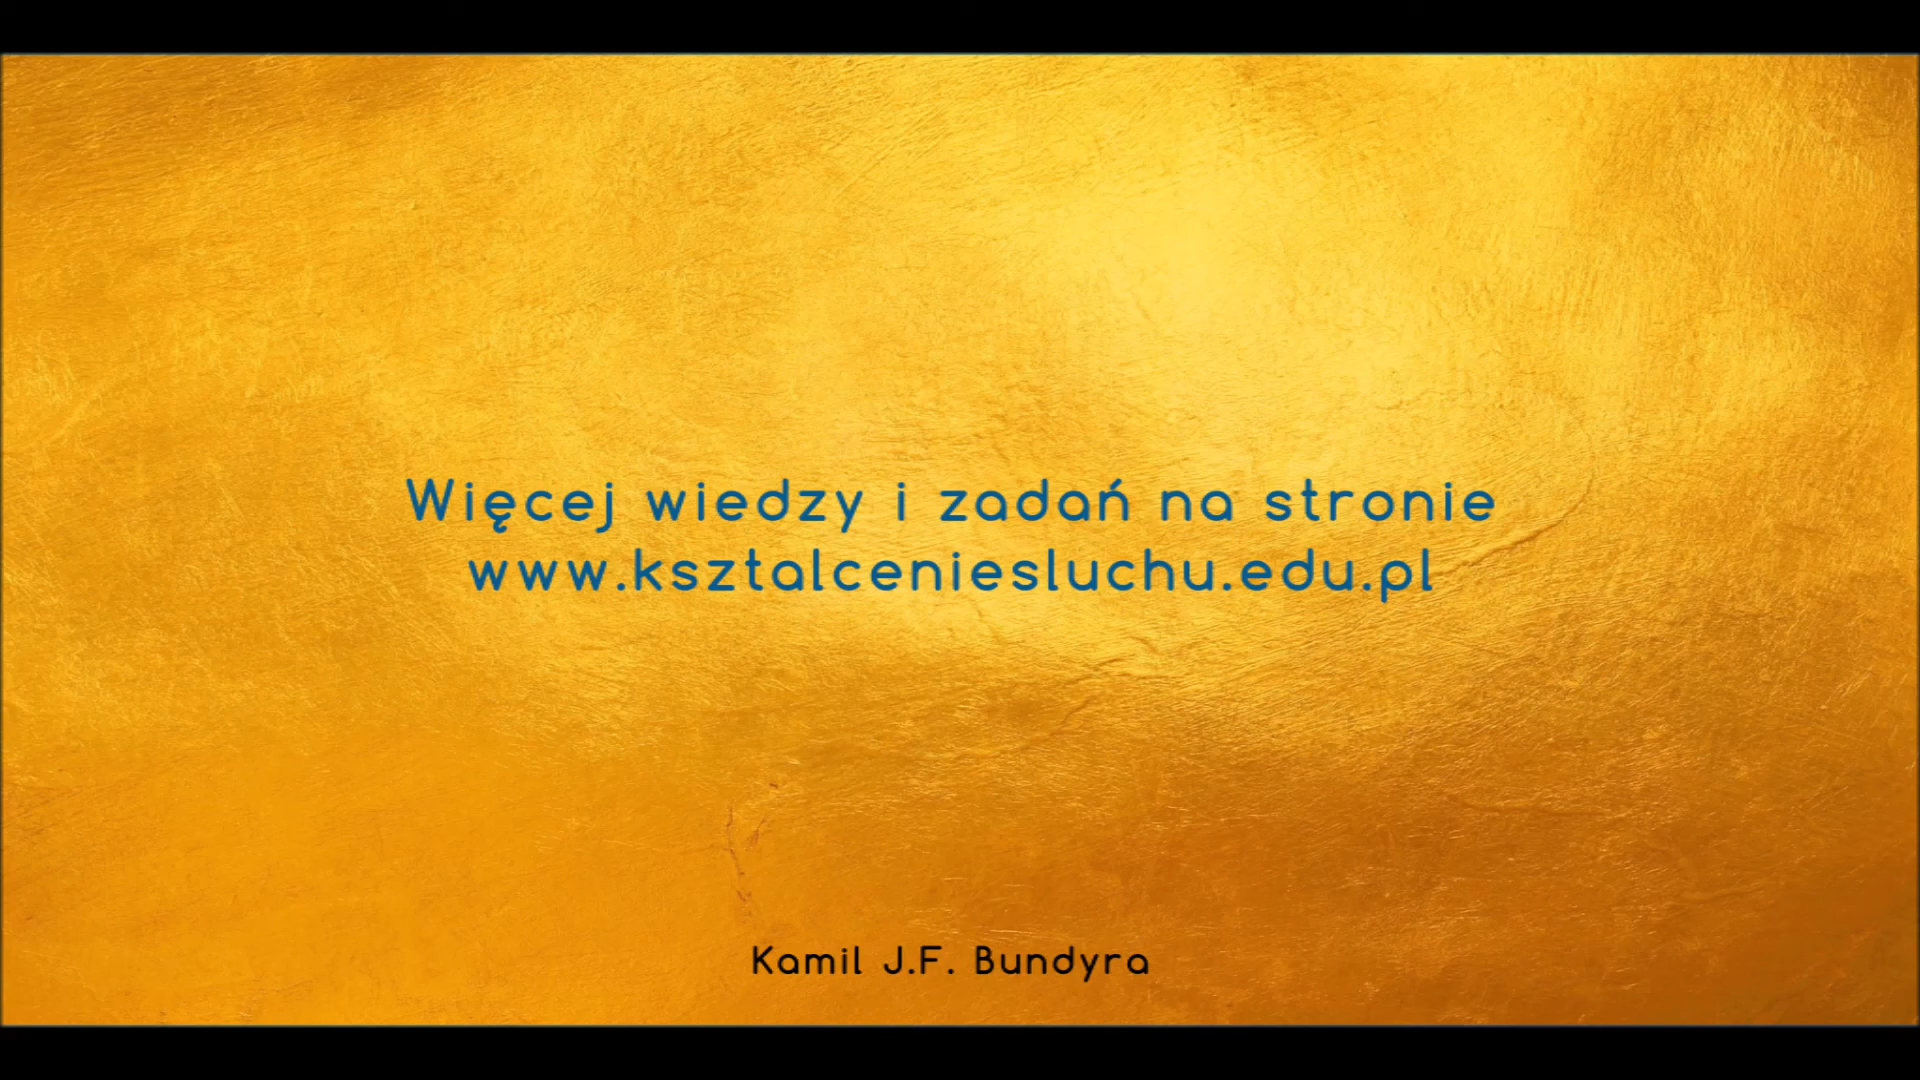 Więcej wiedzy i zadań na stronie
www.ksztalceniesluchu.edu.pl
Kamil J.F. Bundyra